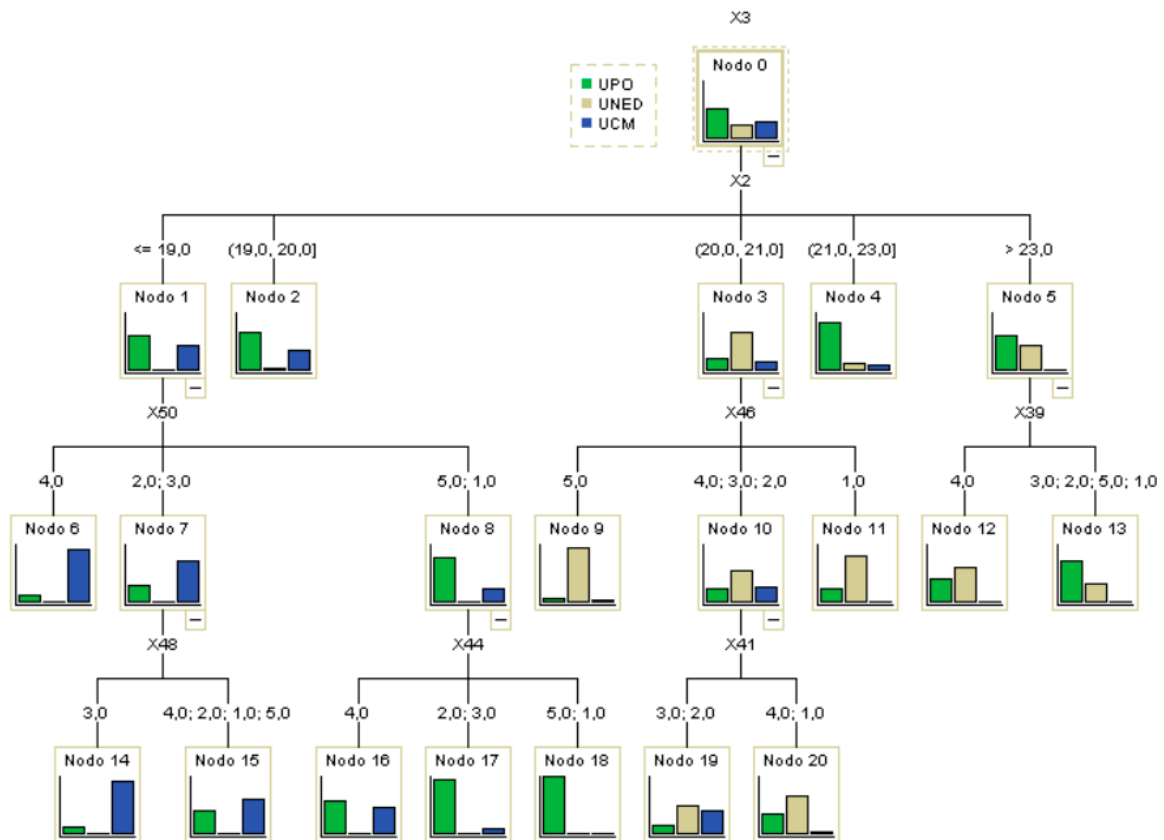 X3
Nodo 0
UPO
UNED
UCM
X2
<= 19,0
(19,0, 20,0]
(20,0, 21,0]
(21,0, 23,0]
> 23,0
Nodo 1
Nodo 2
Nodo 3
Nodo 4
Nodo 5
X50
X46
X39
4,0
2,0; 3,0
5,0; 1,0
5,0
4,0; 3,0; 2,0
1,0
4,0
3,0; 2,0; 5,0; 1,0
Nodo 6
Nodo 7
Nodo 8
Nodo 9
Nodo 10
Nodo 11
Nodo 12
Nodo 13
X48
X44
X41
3,0
4,0; 2,0; 1,0; 5,0
4,0
2,0; 3,0
5,0; 1,0
3,0; 2,0
4,0; 1,0
Nodo 14
Nodo 15
Nodo 16
Nodo 17
Nodo 18
Nodo 19
Nodo 20